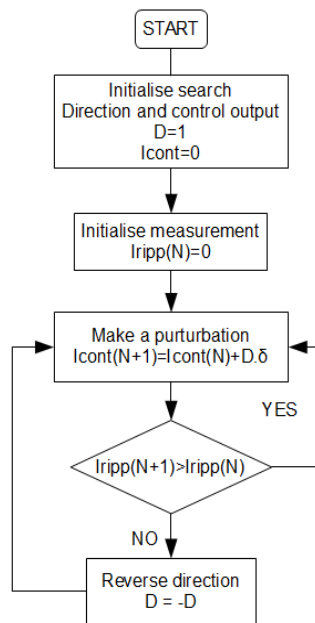 START
Initialise search
Direction and control output
D=1
Icont=0
Initialise measurement
Iripp(N)=0
Make a purturbation
Icont(N+1)=Icont(N)+D.δ
YES
Iripp(N+1)>Iripp(N)
NO
Reverse direction
D = -D